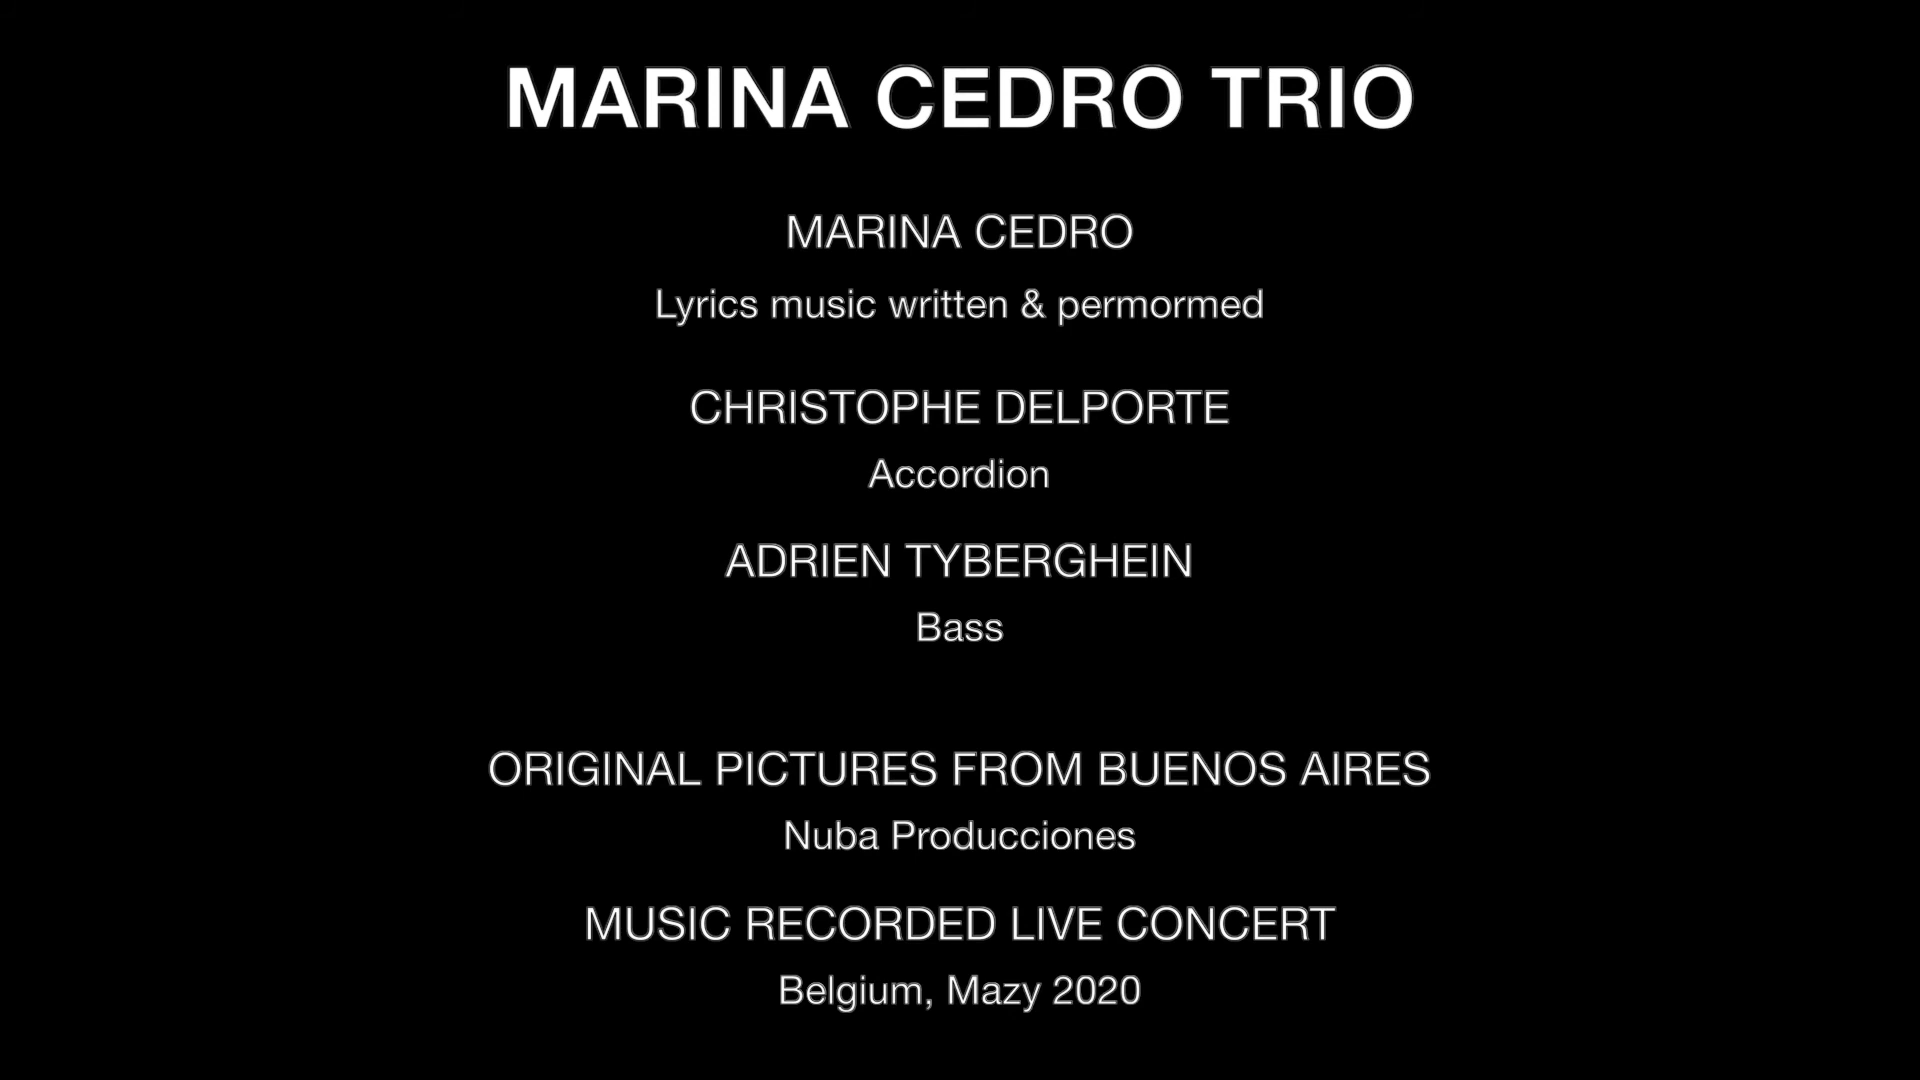 MARINA CEDRO TRIO
MARINA CEDRO
Lyrics music written & permormed
CHRISTOPHE DELPORTE
Accordion
ADRIEN TYBERGHEIN
Bass
ORIGINAL PICTURES FROM BUENOS AIRES
Nuba Producciones
MUSIC RECORDED LIVE CONCERT
Belgium, Mazy 2020